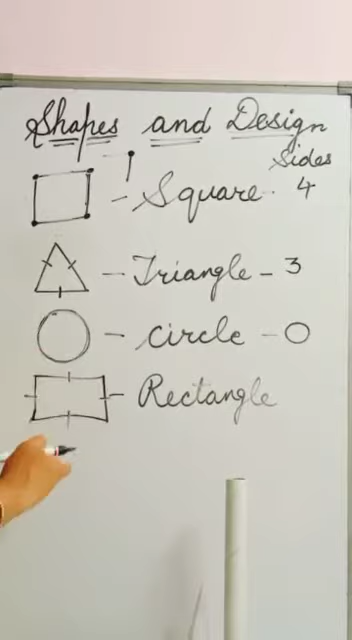 Shapes and Design
Sides
- Square - 4
- Triangle - 3
- circle - 0
- Rectangle